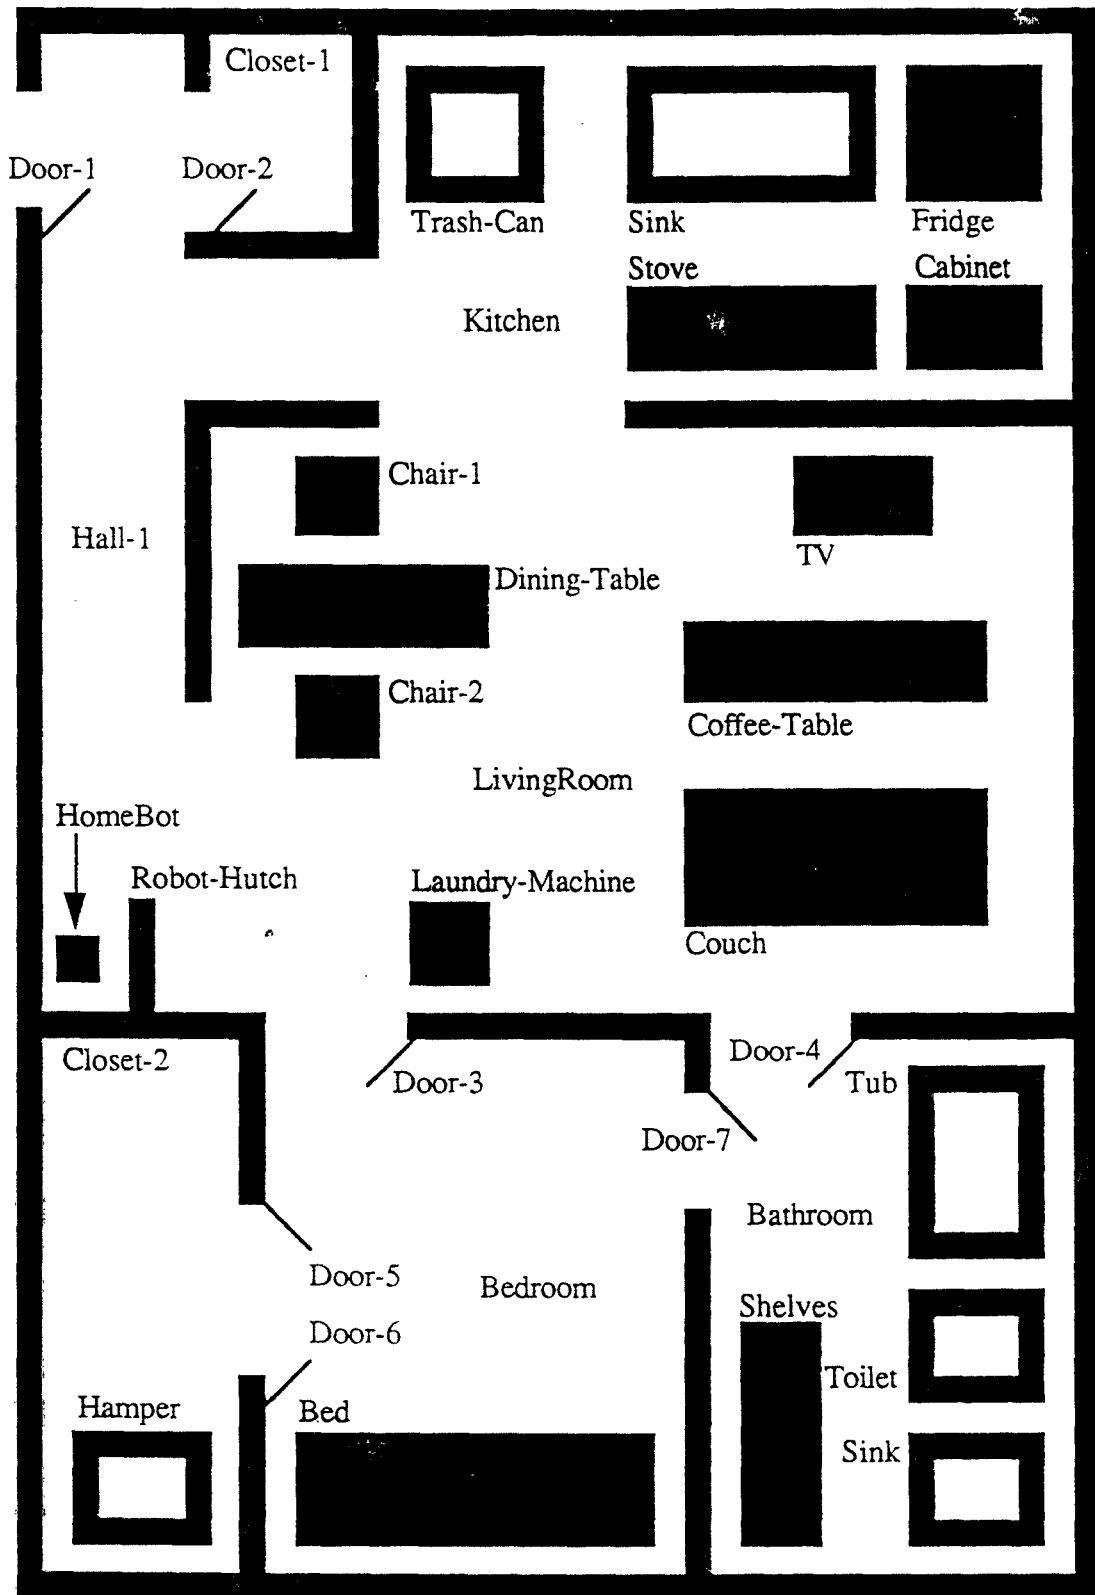 Closet-1
Door-1
Door-2
Trash-Can
Sink
Fridge
Stove
Cabinet
Kitchen
Chair-1
Hall-1
TV
Dining-Table
Chair-2
Coffee-Table
LivingRoom
HomeBot
Robot-Hutch
Laundry-Machine
Couch
Closet-2
Door-4
Door-3
Tub
Door-7
Bathroom
Door-5
Bedroom
Shelves
Door-6
Toilet
Hamper
Bed
Sink